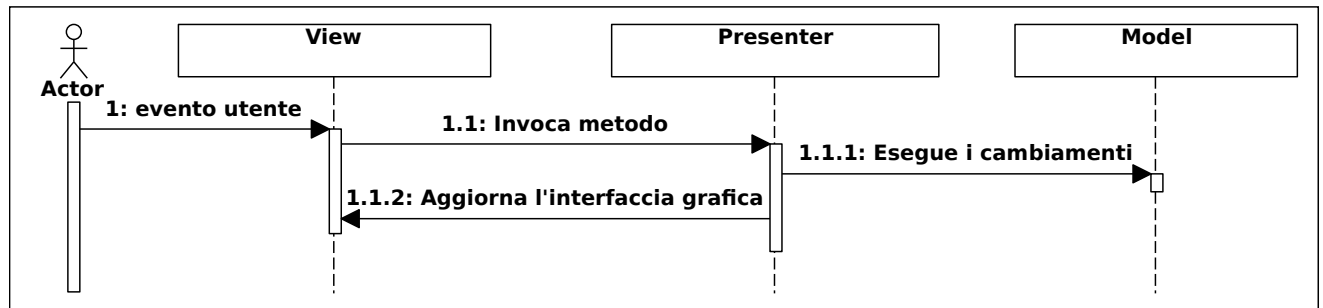 View
Presenter
Model
Actor
1: evento utente
1.1: Invoca metodo
1.1.1: Esegue i cambiamenti
1.1.2: Aggiorna l'interfaccia grafica